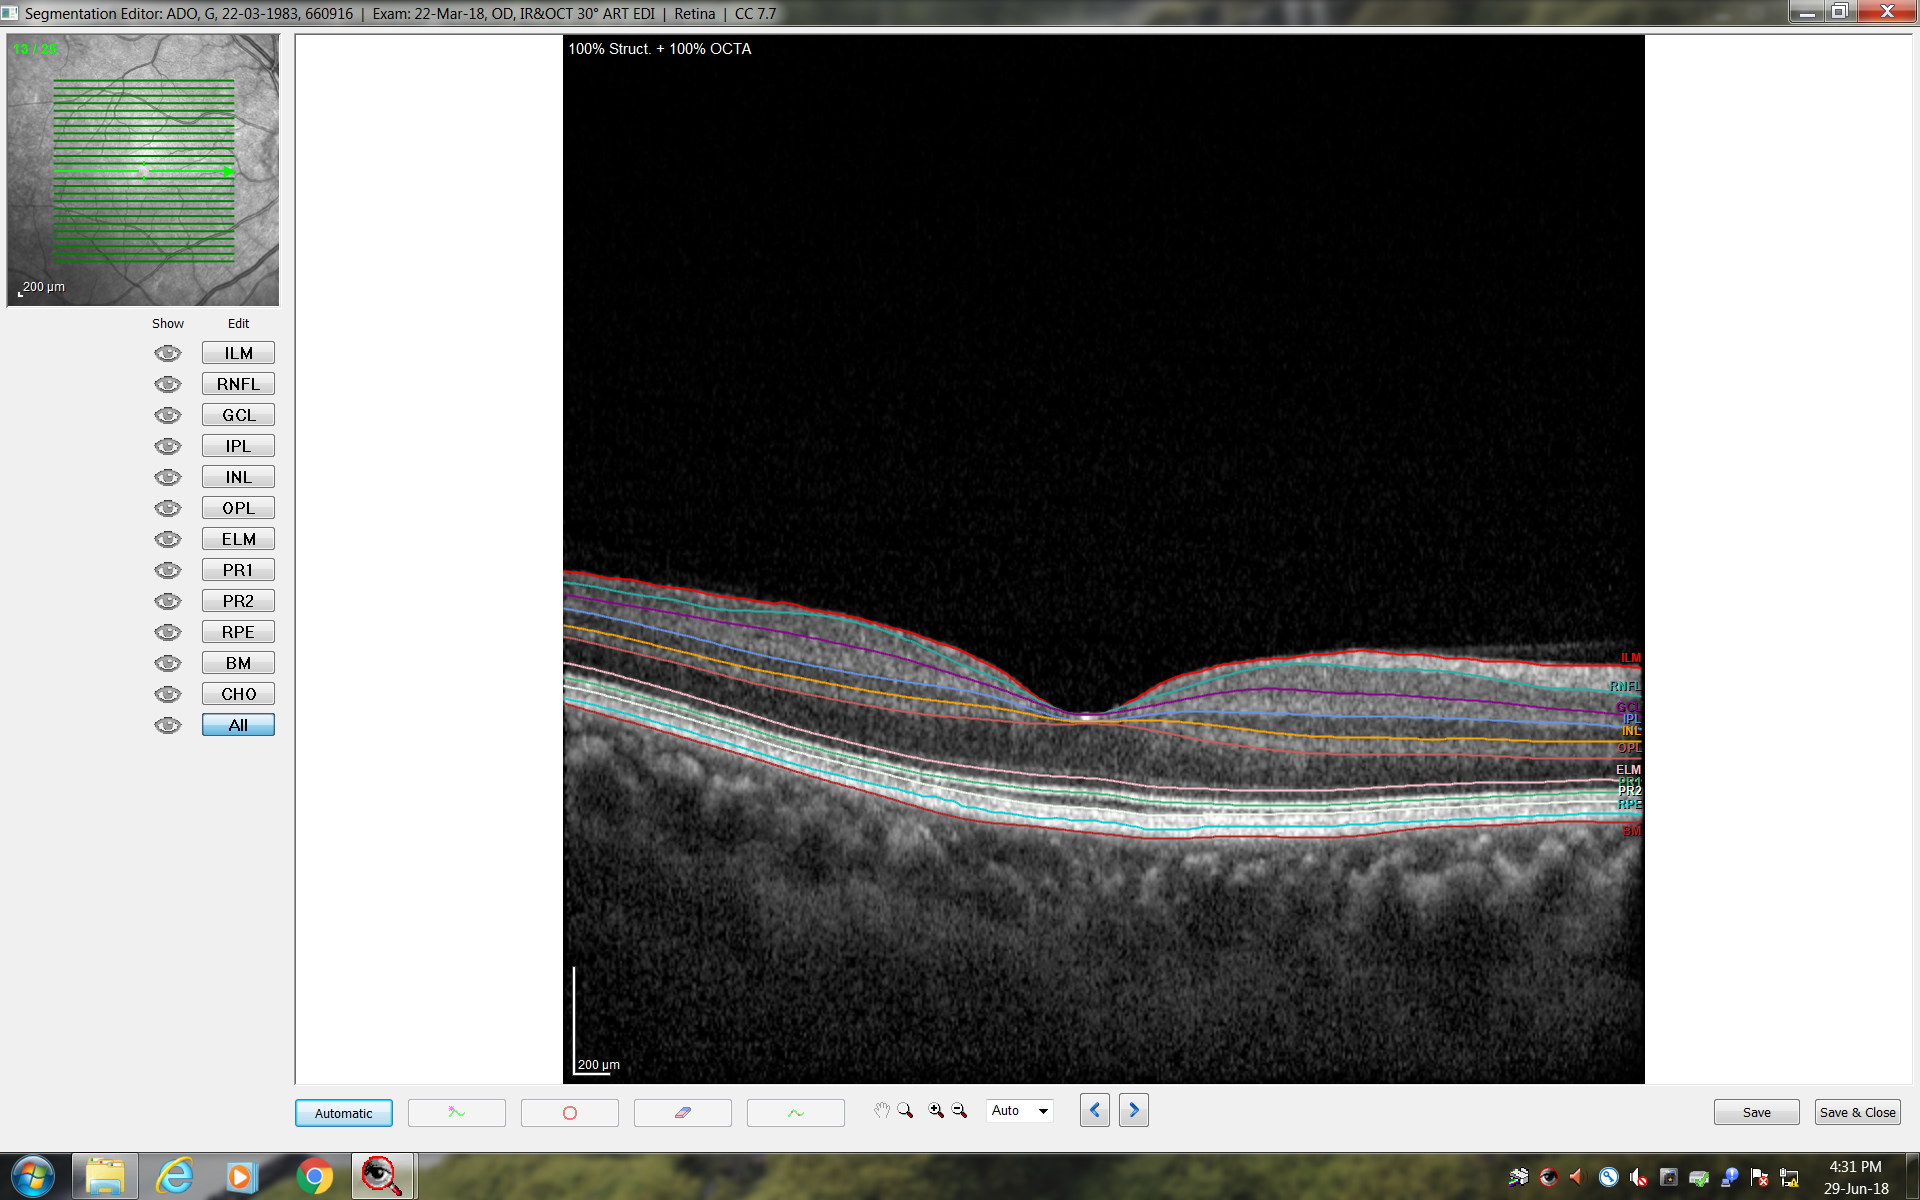 Segmentation Editor: ADO, G, 22-03-1983, 660916 | Exam: 22-Mar-18, OD, IR&OCT 30° ART EDI | Retina | CC 7.7
13 / 25
200 µm
Show Edit
ILM
RNFL
GCL
IPL
INL
OPL
ELM
PR1
PR2
RPE
BM
CHO
All
100% Struct. + 100% OCTA
ILM
RNFL
GCL
IPL
INL
OPL
ELM
PR1
PR2
RPE
BM
200 µm
Automatic
Auto
Save
Save & Close
4:31 PM
29-Jun-18